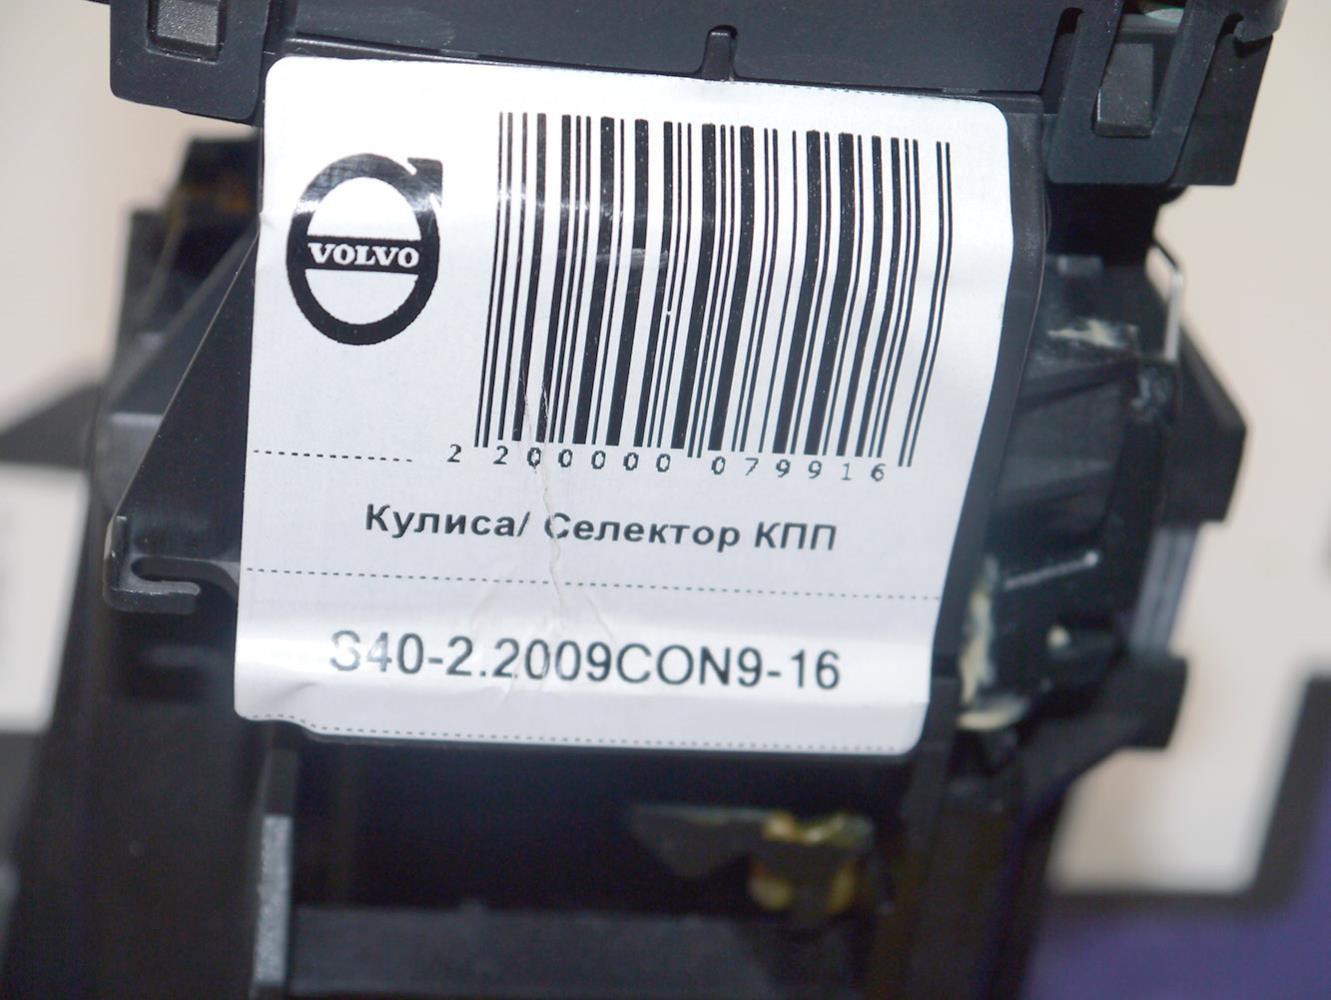 VOLVO
2 200000 079916
Кулиса/ Селектор КПП
S40-2.2009CON9-16